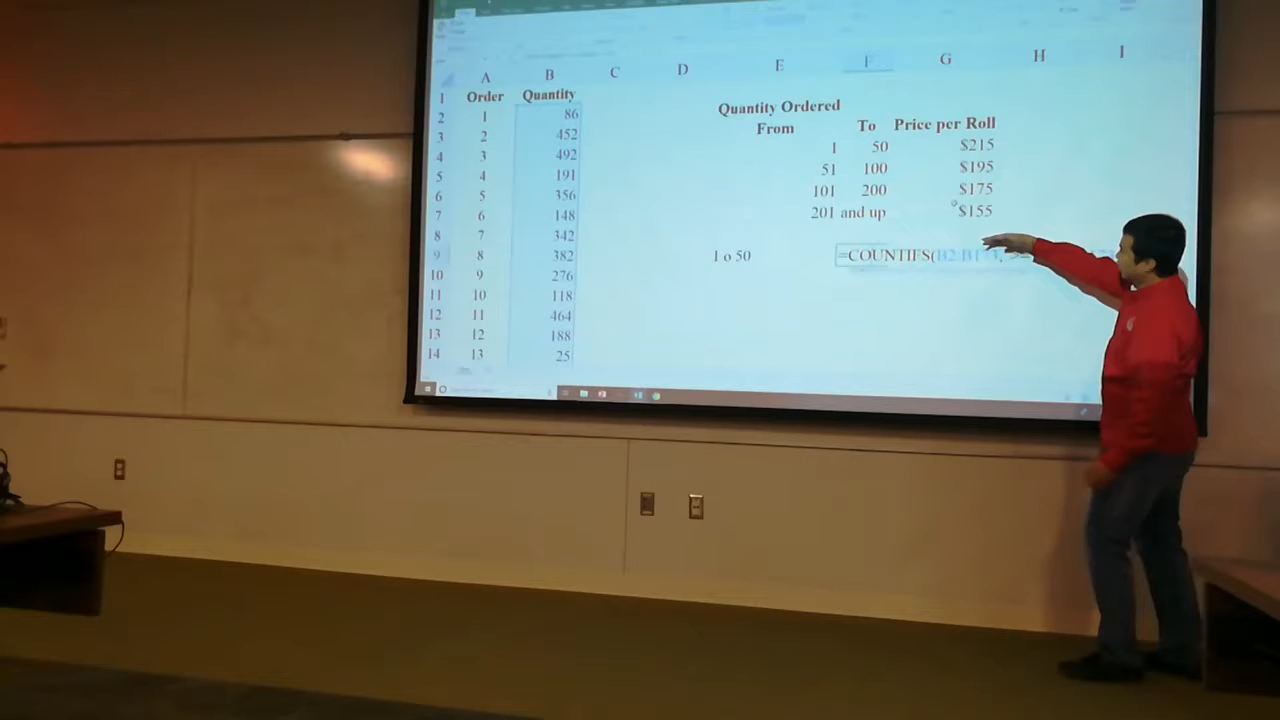 A B C D E F G H I
1 Order Quantity
2 1 86
3 2 452
4 3 492
5 4 191
6 5 356
7 6 148
8 7 342
9 8 382
10 9 276
11 10 118
12 11 464
13 12 188
14 13 25
Quantity Ordered
From To Price per Roll
1 50 $215
51 100 $195
101 200 $175
201 and up $155
1 o 50 =COUNTIFS(